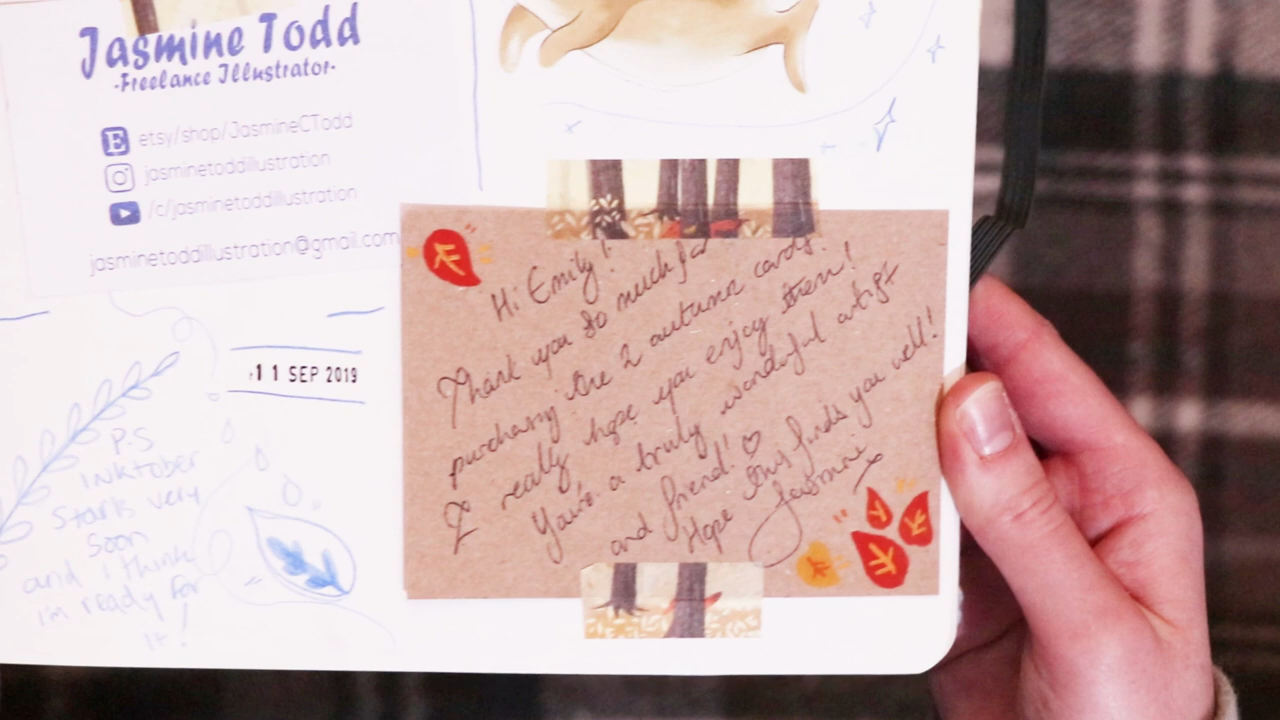 Jasmine Todd
-Freelance Illustrator-
etsy/shop/JasmineCTodd
jasminetoddillustration
/c/jasminetoddillustration
jasminetoddillustration@gmail.com
11 SEP 2019
P.S
inktober
starts very
soon
and i think
i'm ready for
it!
Hi Emily!
Thank you so much for
purchasing the 2 autumn cards!
I really hope you enjoy them!
You're a truly wonderful artist
and friend! ♡
Hope this finds you well!
Jasmine x